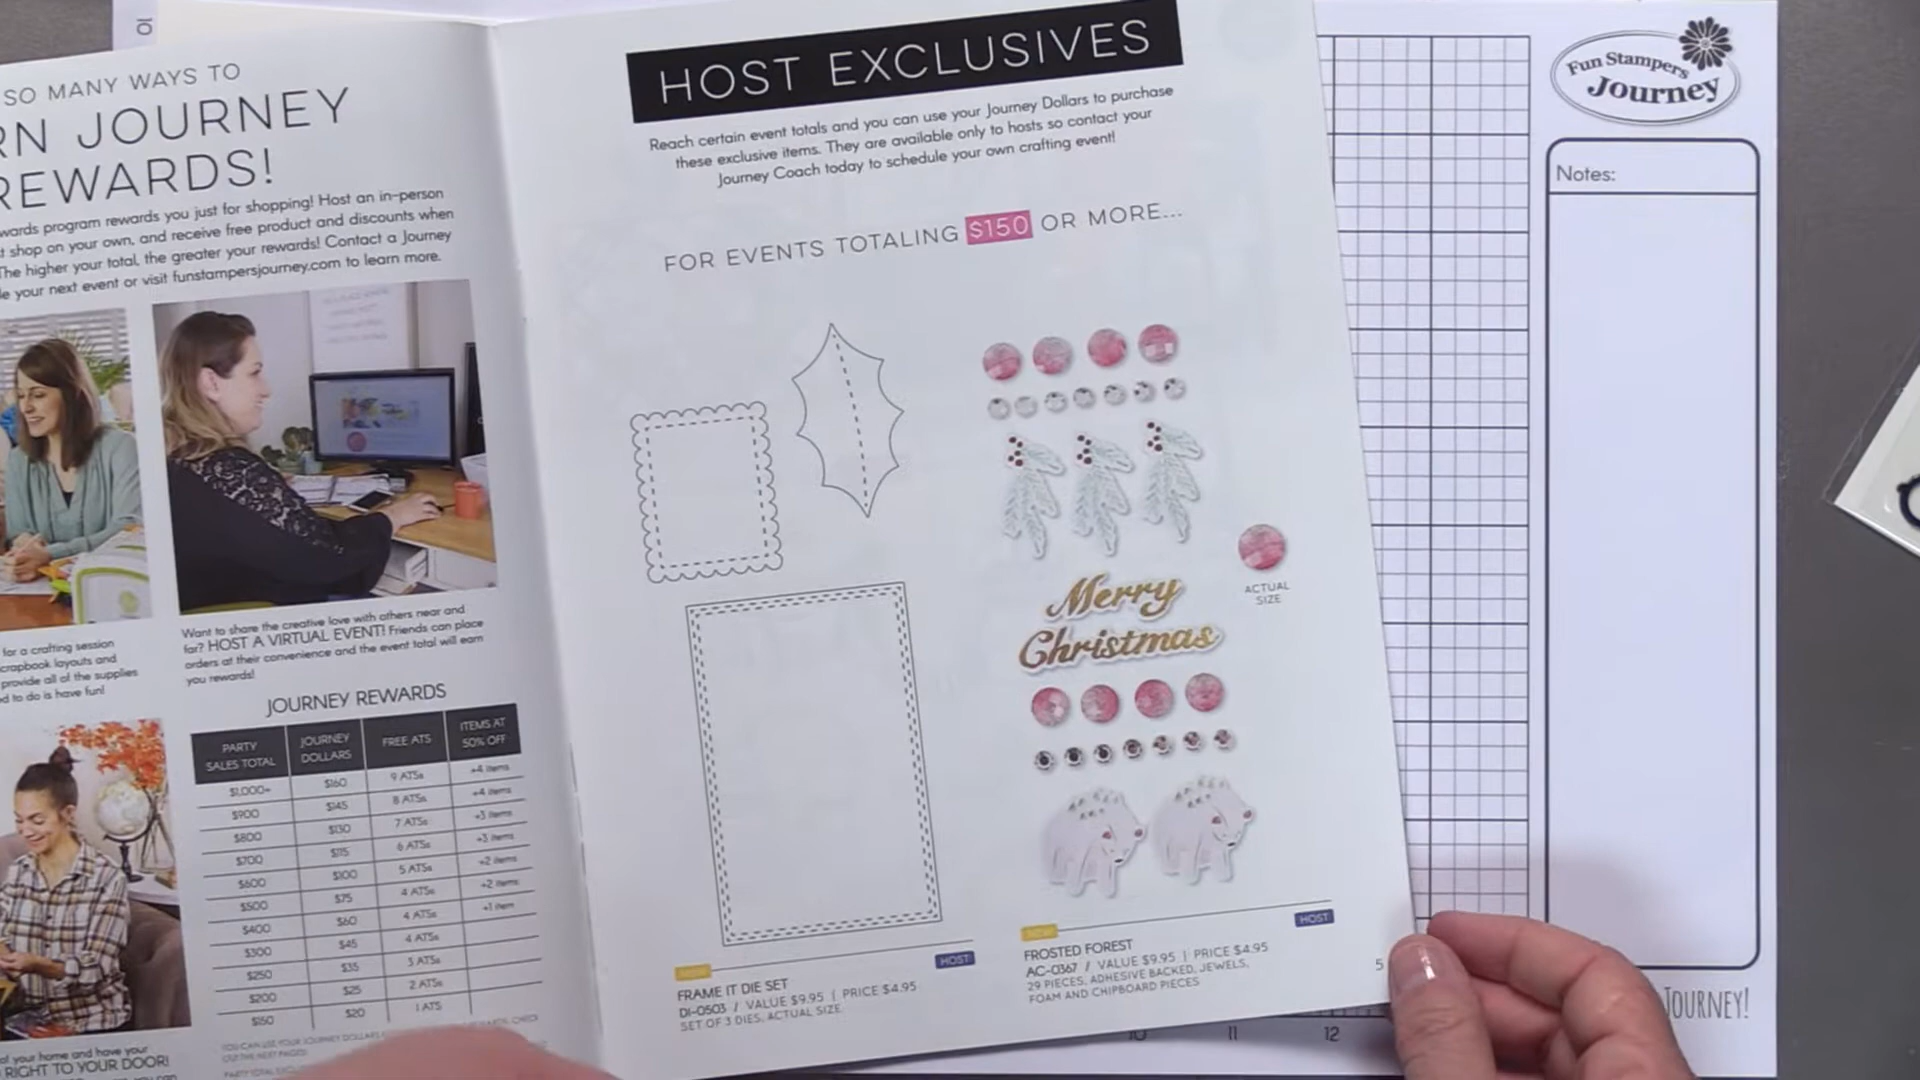 SO MANY WAYS TO
RN JOURNEY
REWARDS!
wards program rewards you just for shopping! Host an in-person
t shop on your own, and receive free product and discounts when
The higher your total, the greater your rewards! Contact a Journey
le your next event or visit funstampersjourney.com to learn more.
for a crafting session
crapbook layouts and
provide all of the supplies
ed to do is have fun!
Want to share the creative love with others near and
far? HOST A VIRTUAL EVENT! Friends can place
orders at their convenience and the event total will earn
you rewards!
JOURNEY REWARDS
PARTY SALES TOTAL JOURNEY DOLLARS FREE ATS ITEMS AT 50% OFF
$1,000+ $160 9 ATSs +4 items
$900 $145 8 ATSs +4 items
$800 $130 7 ATSs +3 items
$700 $115 6 ATSs +3 items
$600 $100 5 ATSs +2 items
$500 $75 4 ATSs +2 items
$400 $60 4 ATSs +1 item
$300 $45 4 ATSs
$250 $35 3 ATSs
$200 $25 2 ATSs
$150 $20 1 ATS
of your home and have your
RIGHT TO YOUR DOOR!
HOST EXCLUSIVES
Reach certain event totals and you can use your Journey Dollars to purchase
these exclusive items. They are available only to hosts so contact your
Journey Coach today to schedule your own crafting event!
FOR EVENTS TOTALING $150 OR MORE...
Merry
Christmas
ACTUAL
SIZE
HOST
FRAME IT DIE SET
DI-0503 / VALUE $9.95 | PRICE $4.95
SET OF 3 DIES, ACTUAL SIZE
HOST
FROSTED FOREST
AC-0367 / VALUE $9.95 | PRICE $4.95
29 PIECES, ADHESIVE BACKED, JEWELS,
FOAM AND CHIPBOARD PIECES
5
Fun Stampers
Journey
Notes:
JOURNEY!
10
10 11 12